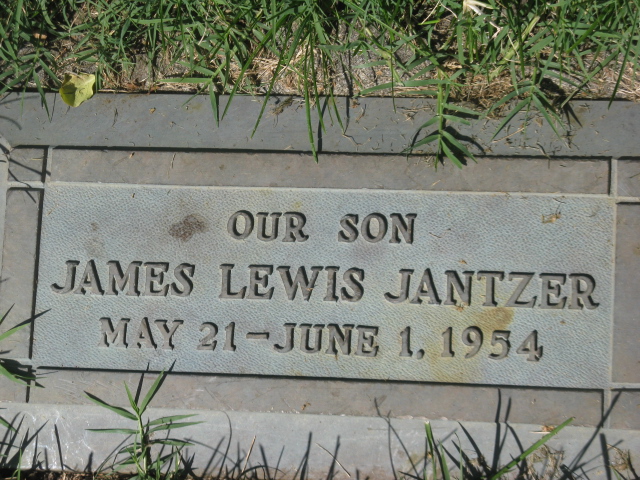 OUR SON
JAMES LEWIS JANTZER
MAY 21 - JUNE 1, 1954